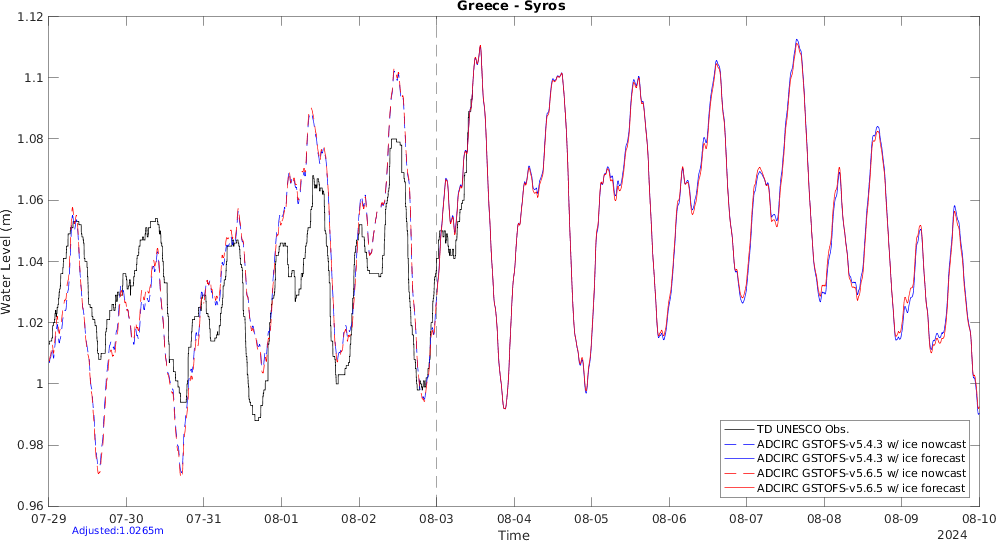 Greece - Syros
Water Level (m)
1.12
1.1
1.08
1.06
1.04
1.02
1
0.98
0.96
TD UNESCO Obs.
ADCIRC GSTOFS-v5.4.3 w/ ice nowcast
ADCIRC GSTOFS-v5.4.3 w/ ice forecast
ADCIRC GSTOFS-v5.6.5 w/ ice nowcast
ADCIRC GSTOFS-v5.6.5 w/ ice forecast
07-29 07-30 07-31 08-01 08-02 08-03 08-04 08-05 08-06 08-07 08-08 08-09 08-10
Adjusted:1.0265m
Time
2024